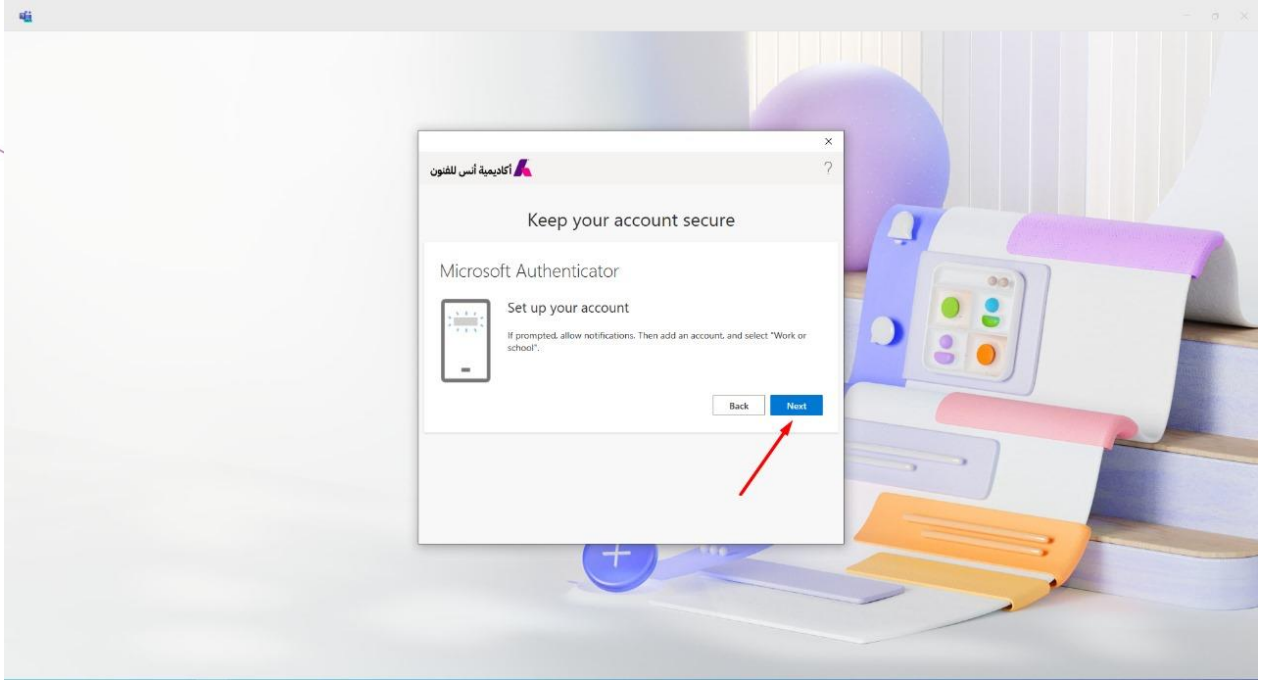 أكاديمية أنس للفنون
?
Keep your account secure
Microsoft Authenticator
Set up your account
If prompted, allow notifications. Then add an account, and select "Work or
school".
Back
Next